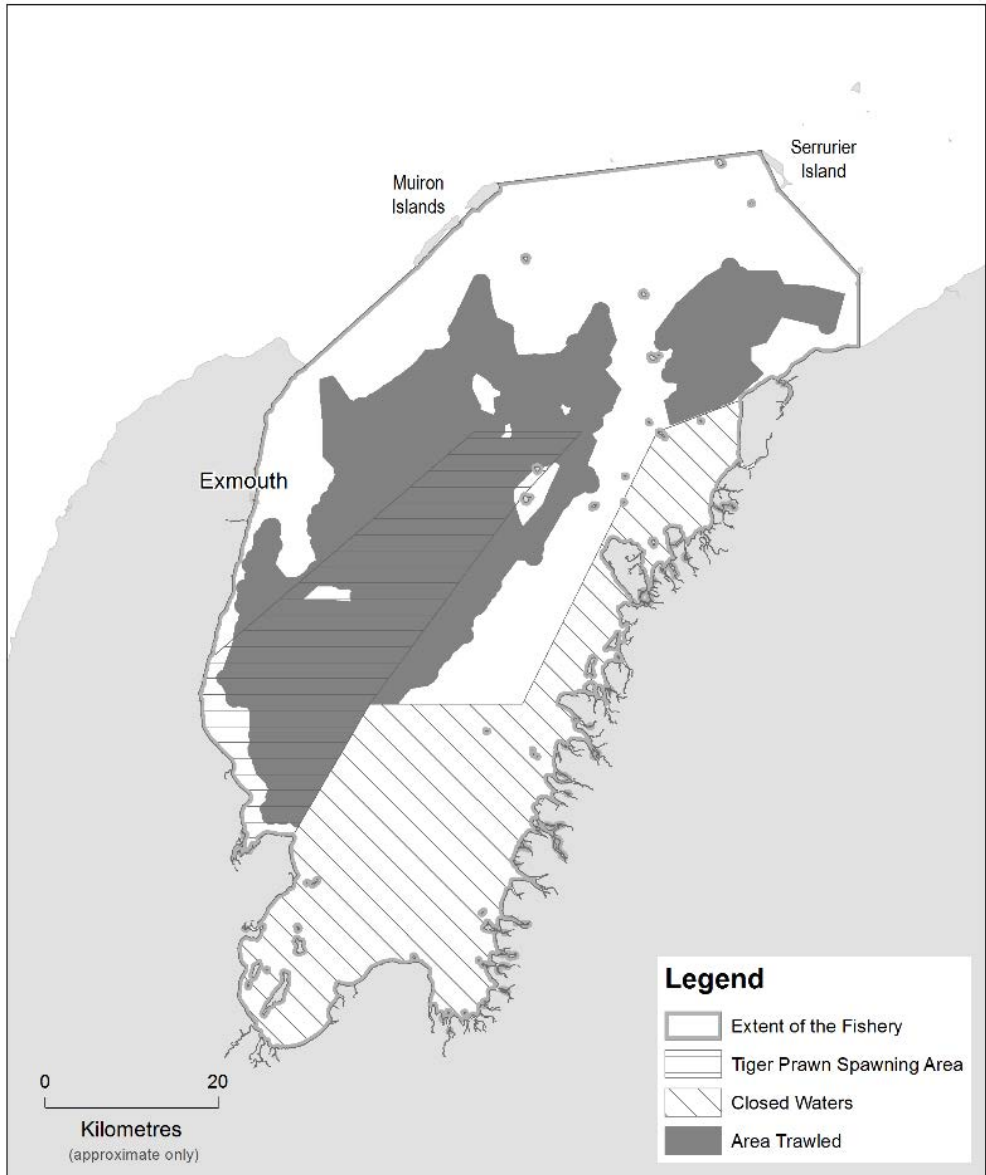 Serrurier
Island
Muiron
Islands
Exmouth
Legend
Extent of the Fishery
Tiger Prawn Spawning Area
Closed Waters
Area Trawled
0 20
Kilometres
(approximate only)